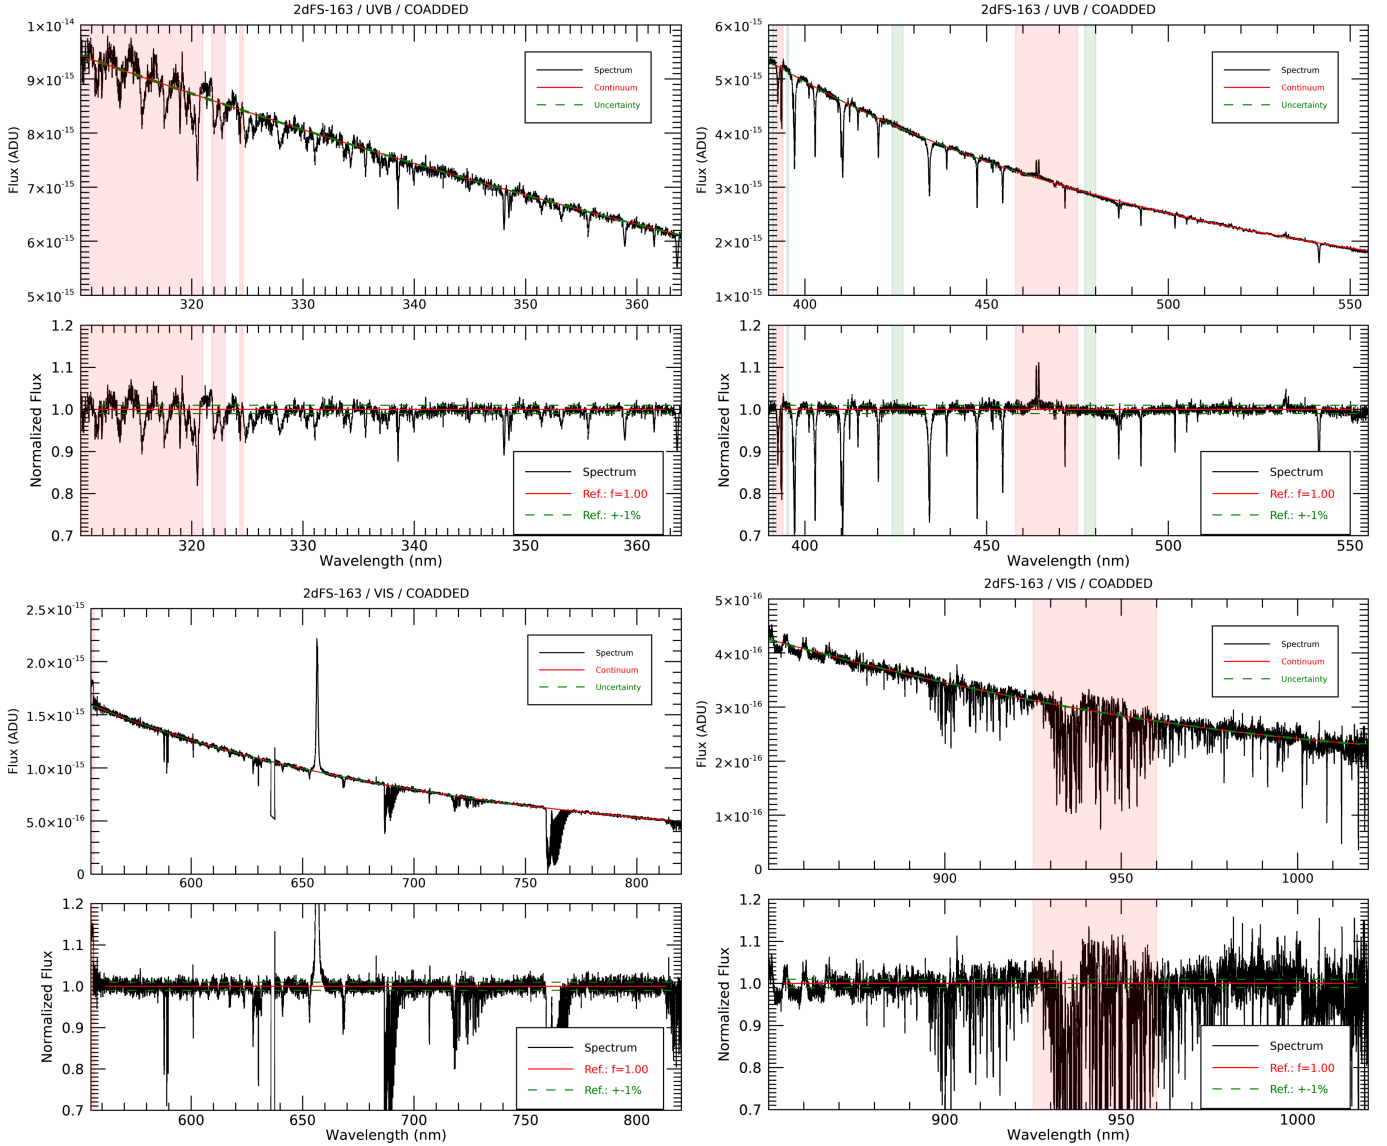 2dFS-163 / UVB / COADDED
1×10⁻¹⁴
9×10⁻¹⁵
8×10⁻¹⁵
7×10⁻¹⁵
6×10⁻¹⁵
5×10⁻¹⁵
Flux (ADU)
Spectrum
Continuum
Uncertainty
320 330 340 350 360
1.2
1.1
1.0
0.9
0.8
0.7
Normalized Flux
Spectrum
Ref.: f=1.00
Ref.: +-1%
320 330 340 350 360
Wavelength (nm)
2dFS-163 / UVB / COADDED
6×10⁻¹⁵
5×10⁻¹⁵
4×10⁻¹⁵
3×10⁻¹⁵
2×10⁻¹⁵
1×10⁻¹⁵
Flux (ADU)
Spectrum
Continuum
Uncertainty
400 450 500 550
1.2
1.1
1.0
0.9
0.8
0.7
Normalized Flux
Spectrum
Ref.: f=1.00
Ref.: +-1%
400 450 500 550
Wavelength (nm)
2dFS-163 / VIS / COADDED
2.5×10⁻¹⁵
2.0×10⁻¹⁵
1.5×10⁻¹⁵
1.0×10⁻¹⁵
5.0×10⁻¹⁶
0
Flux (ADU)
Spectrum
Continuum
Uncertainty
600 650 700 750 800
1.2
1.1
1.0
0.9
0.8
0.7
Normalized Flux
Spectrum
Ref.: f=1.00
Ref.: +-1%
600 650 700 750 800
Wavelength (nm)
2dFS-163 / VIS / COADDED
5×10⁻¹⁶
4×10⁻¹⁶
3×10⁻¹⁶
2×10⁻¹⁶
1×10⁻¹⁶
0
Flux (ADU)
Spectrum
Continuum
Uncertainty
900 950 1000
1.2
1.1
1.0
0.9
0.8
0.7
Normalized Flux
Spectrum
Ref.: f=1.00
Ref.: +-1%
900 950 1000
Wavelength (nm)